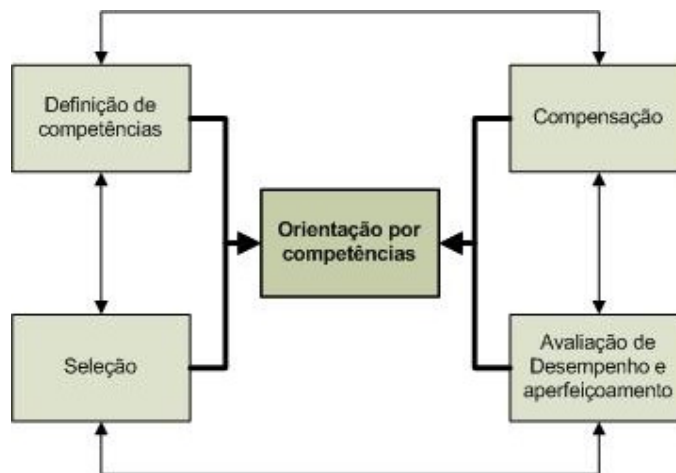 Definição de
competências
Compensação
Orientação por
competências
Seleção
Avaliação de
Desempenho e
aperfeiçoamento